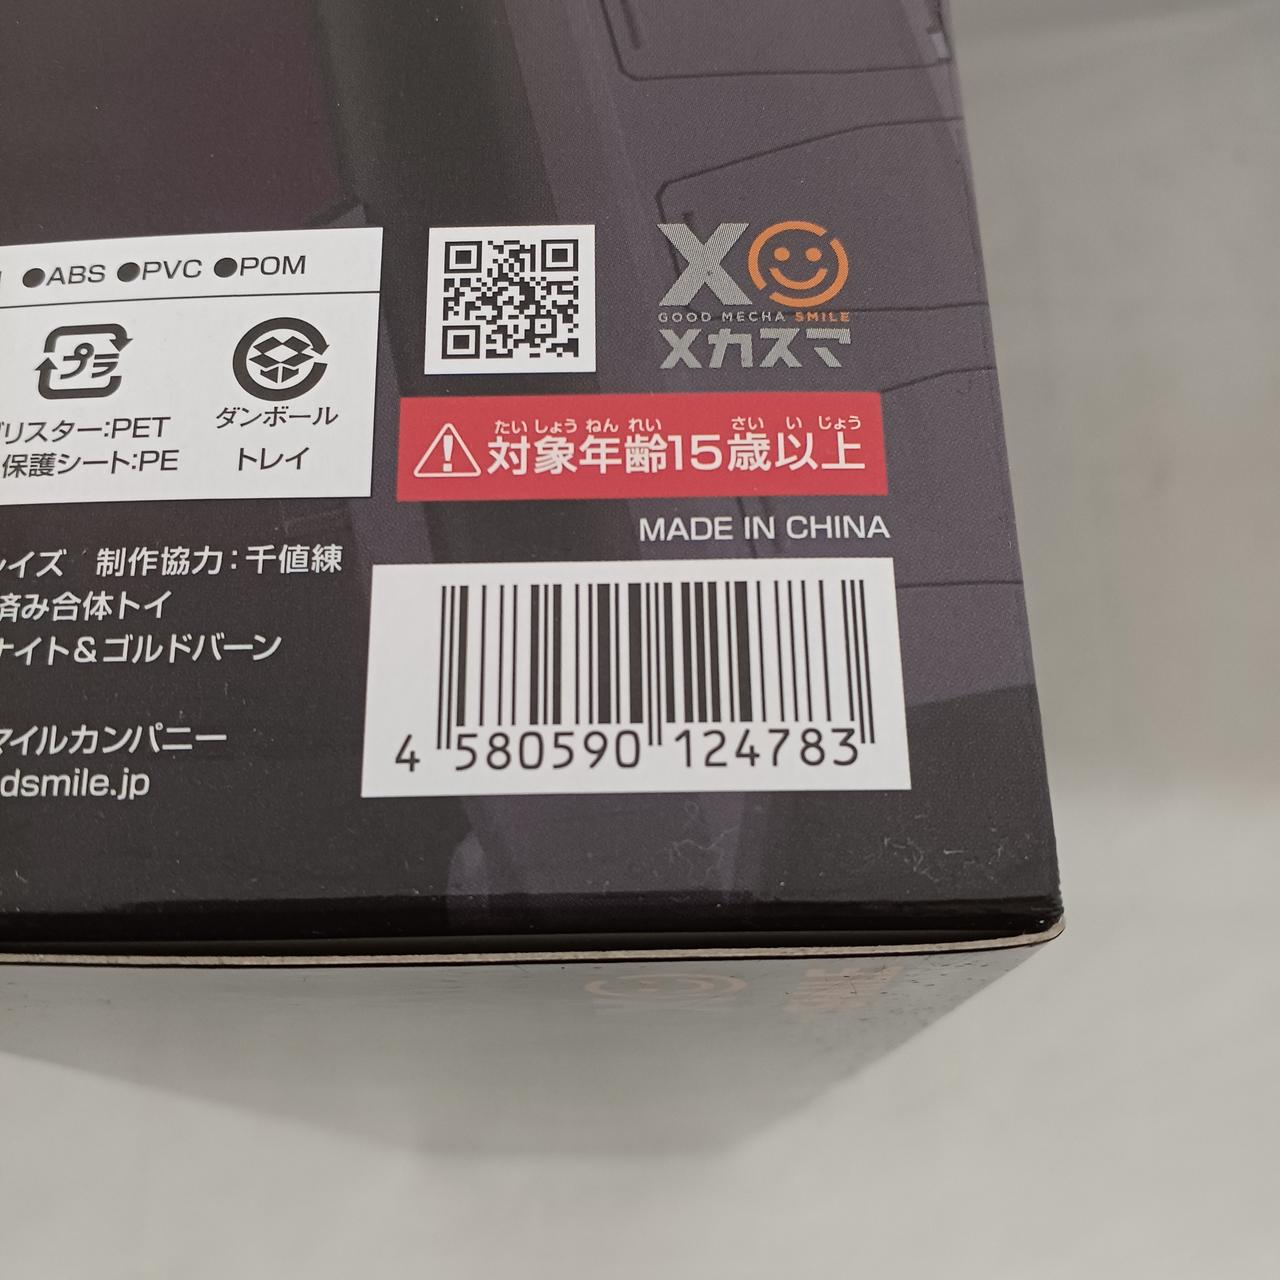 ●ABS ●PVC ●POM
プラ
リスター:PET
保護シート:PE
ダンボール
トレイ
GOOD MECHA SMILE
メカスマ
たいしょうねんれい さいいじょう
対象年齢15歳以上
MADE IN CHINA
レイズ 制作協力:千値練
済み合体トイ
ナイト&ゴルドバーン
マイルカンパニー
dsmile.jp
4 580590 124783